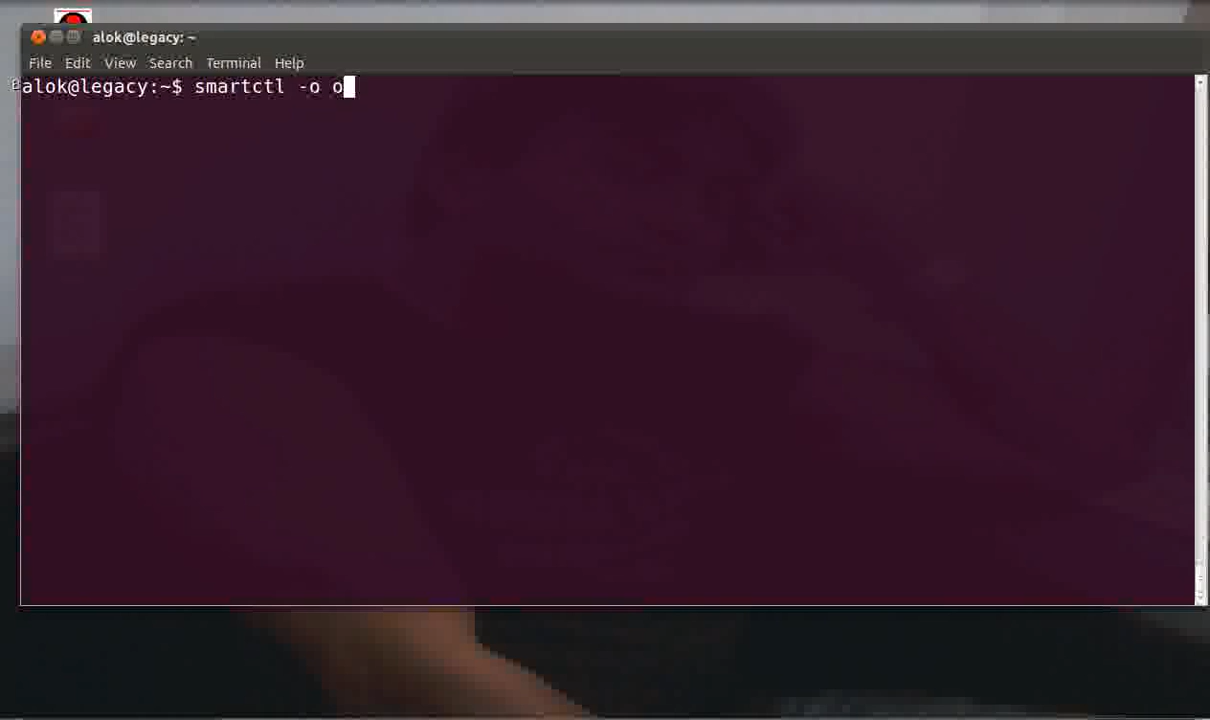 alok@legacy: ~
File Edit View Search Terminal Help
alok@legacy:~$ smartctl -o o